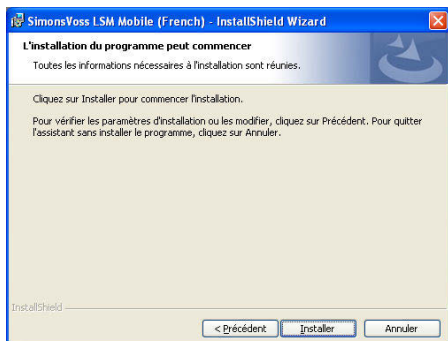 SimonsVoss LSM Mobile (French) - InstallShield Wizard
L'installation du programme peut commencer
Toutes les informations nécessaires à l'installation sont réunies.
Cliquez sur Installer pour commencer l'installation.
Pour vérifier les paramètres d'installation ou les modifier, cliquez sur Précédent. Pour quitter
l'assistant sans installer le programme, cliquez sur Annuler.
InstallShield
< Précédent Installer Annuler